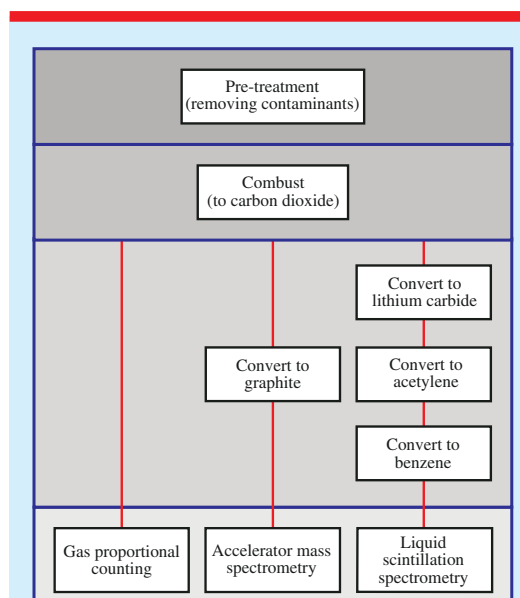 Pre-treatment
(removing contaminants)
Combust
(to carbon dioxide)
Convert to
lithium carbide
Convert to
graphite
Convert to
acetylene
Convert to
benzene
Gas proportional
counting
Accelerator mass
spectrometry
Liquid
scintillation
spectrometry